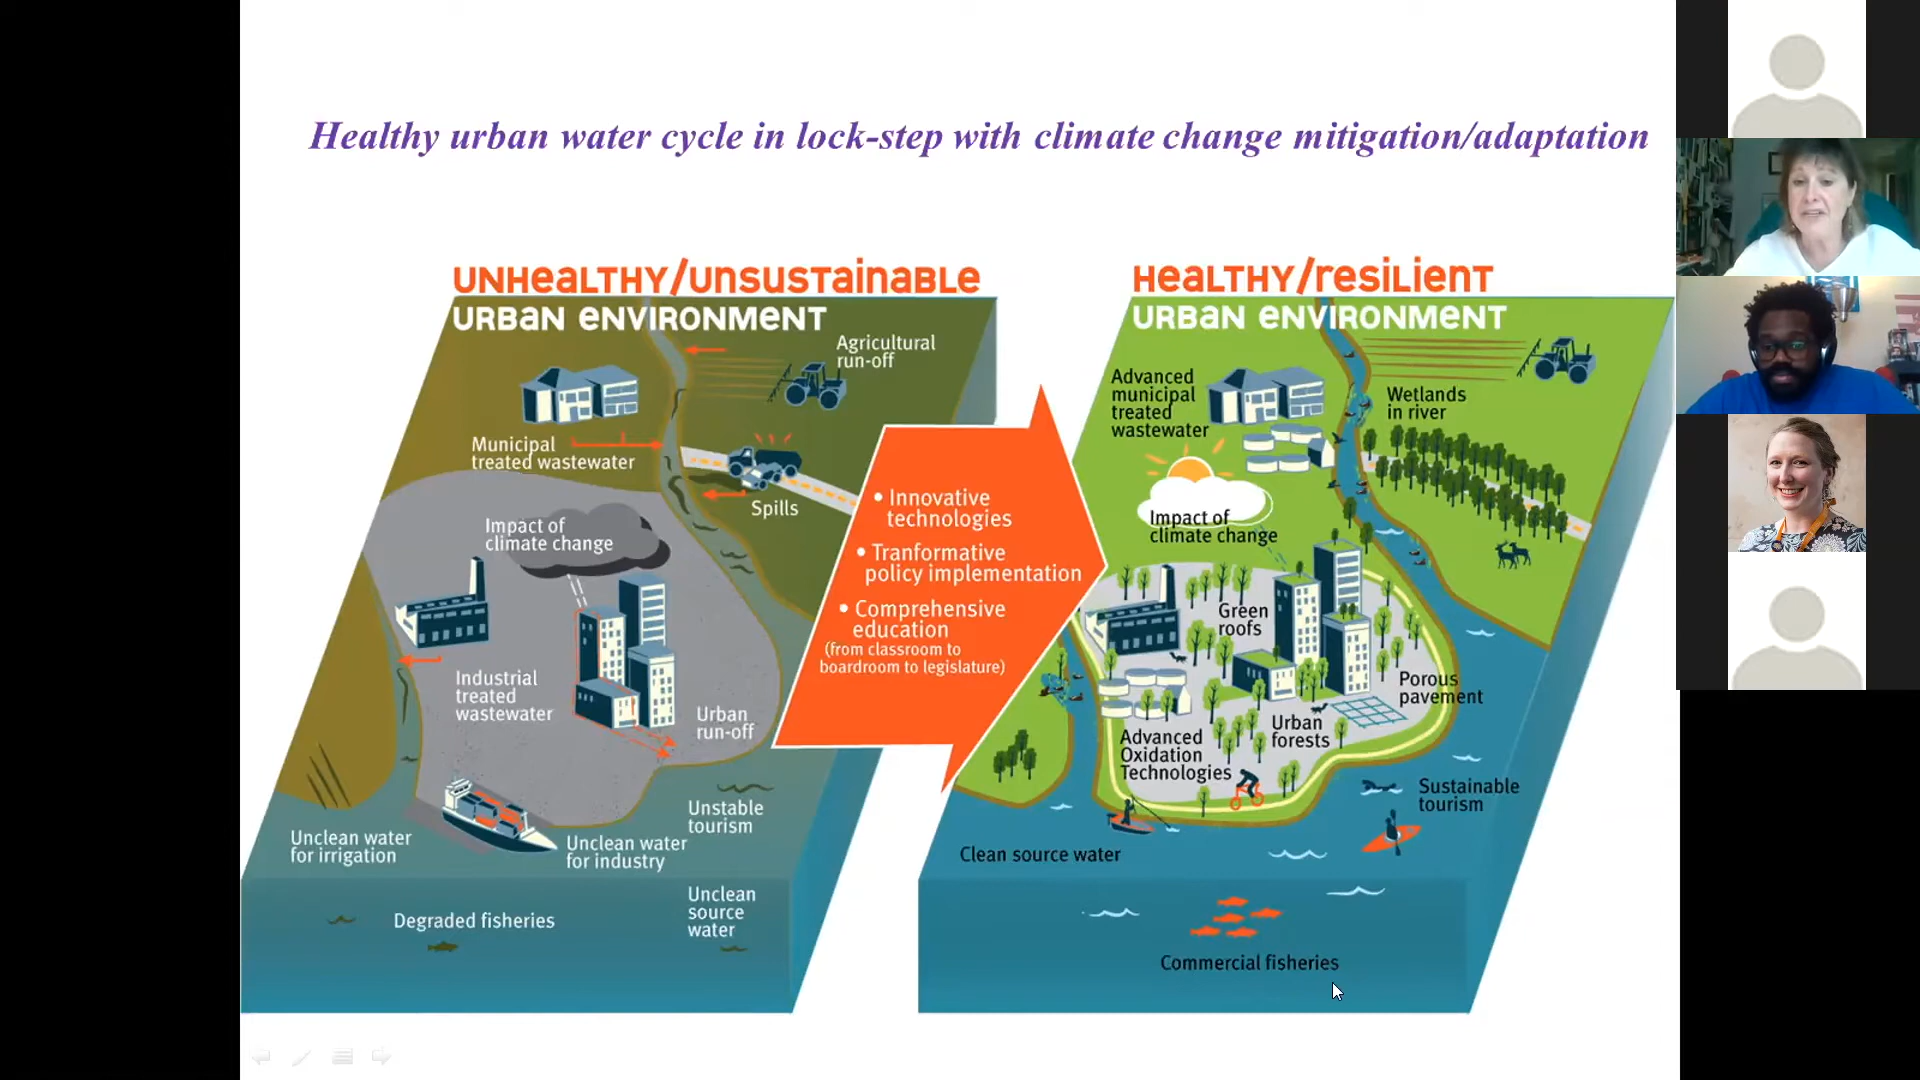 Healthy urban water cycle in lock-step with climate change mitigation/adaptation
UNHEALTHY/UNSUSTAINABLE
URBAN ENVIRONMENT
Agricultural
run-off
Municipal
treated wastewater
Spills
Impact of
climate change
Industrial
treated
wastewater
Urban
run-off
Unstable
tourism
Unclean water
for irrigation
Unclean water
for industry
Unclean
source
water
Degraded fisheries
• Innovative
technologies
• Tranformative
policy implementation
• Comprehensive
education
(from classroom to
boardroom to legislature)
HEALTHY/RESILIENT
URBAN ENVIRONMENT
Advanced
municipal
treated
wastewater
Wetlands
in river
Impact of
climate change
Green
roofs
Porous
pavement
Urban
forests
Advanced
Oxidation
Technologies
Sustainable
tourism
Clean source water
Commercial fisheries